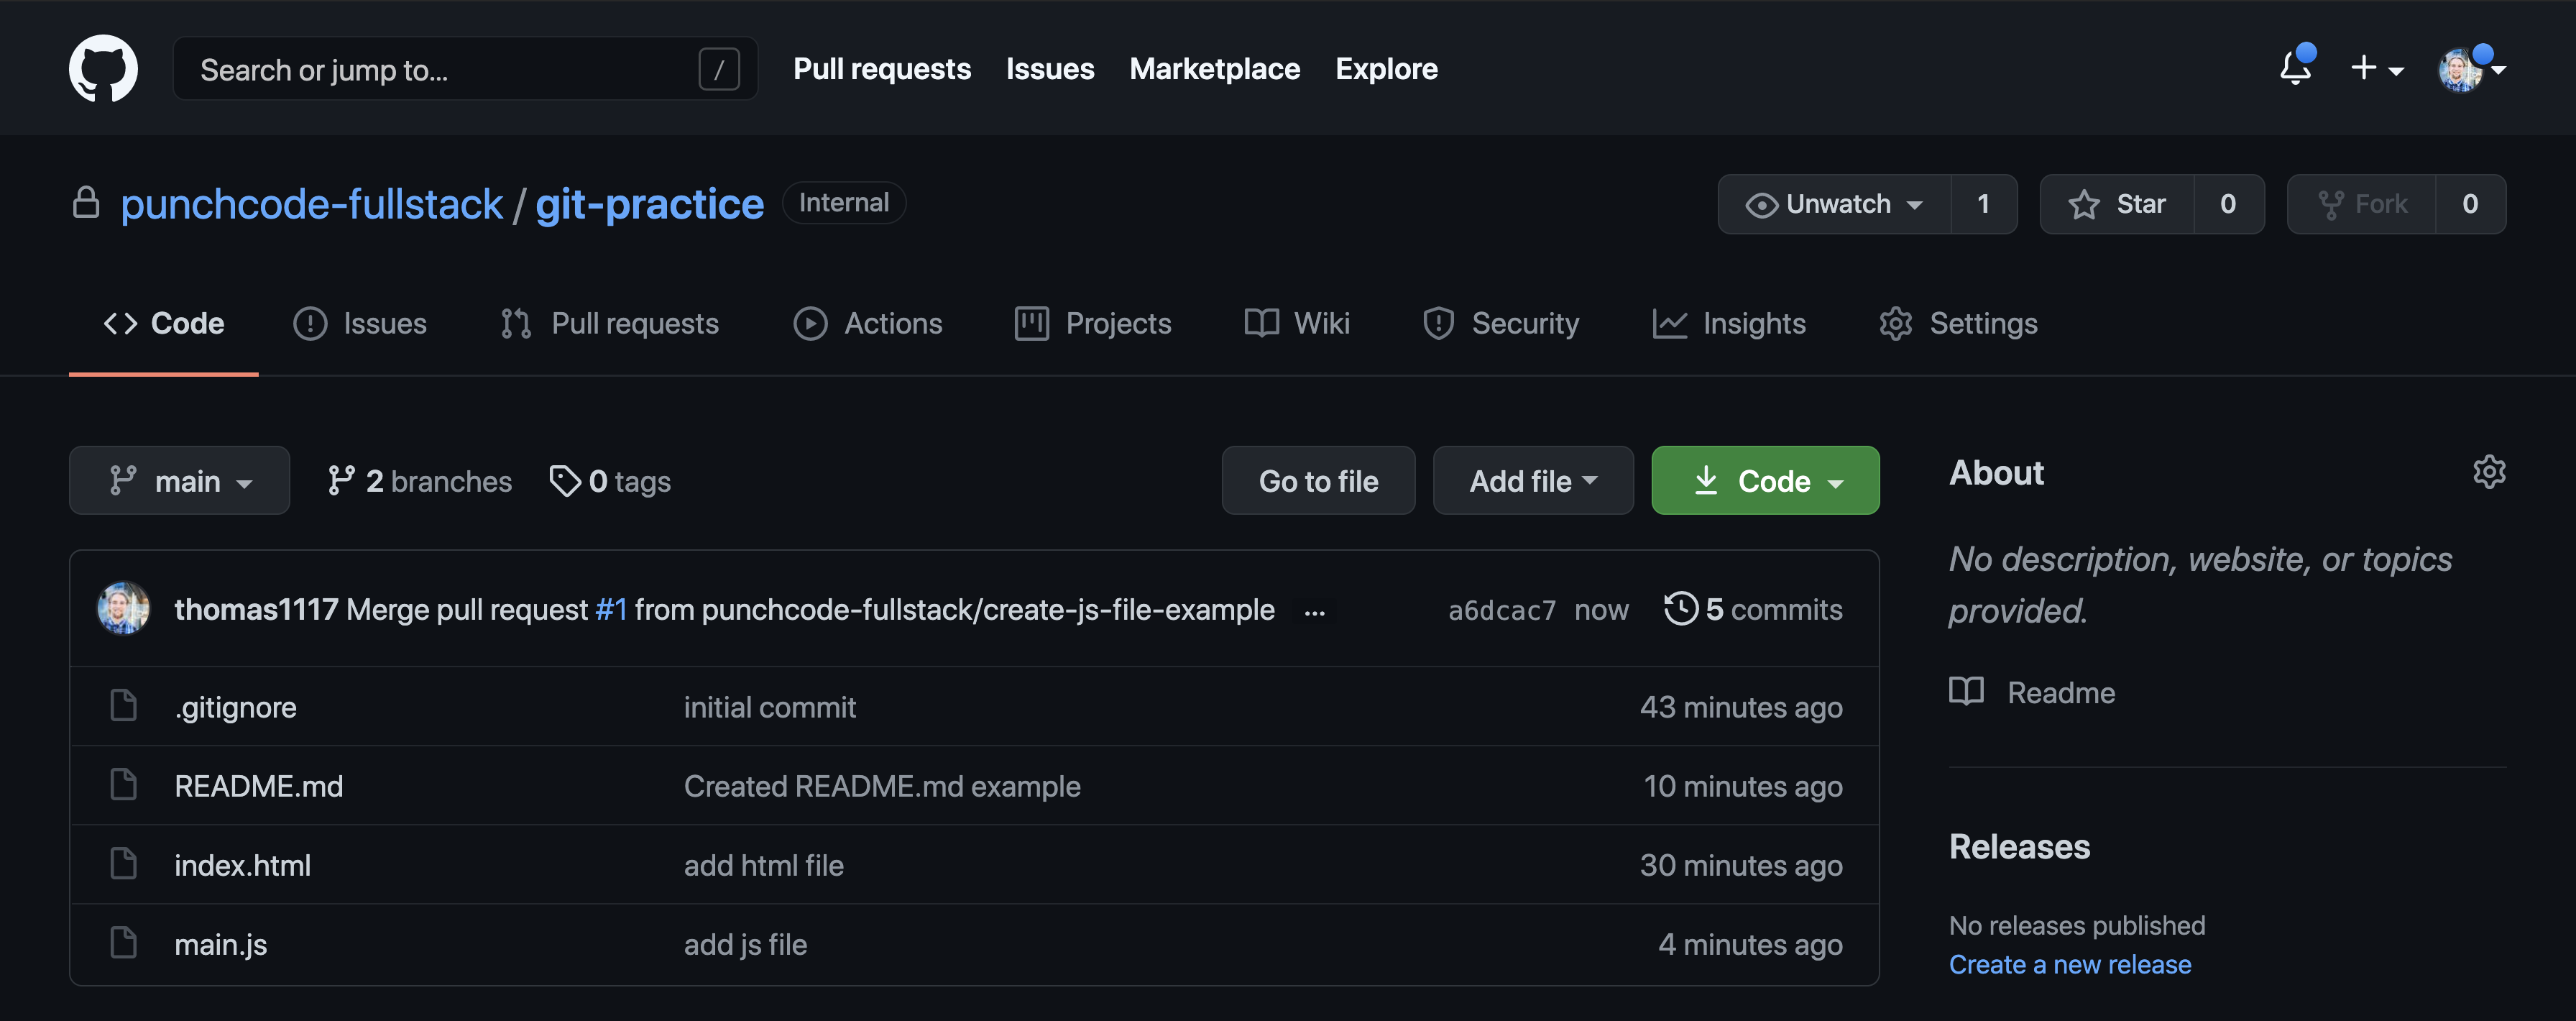 Search or jump to... / Pull requests Issues Marketplace Explore
punchcode-fullstack / git-practice Internal Unwatch 1 Star 0 Fork 0
Code Issues Pull requests Actions Projects Wiki Security Insights Settings
main 2 branches 0 tags Go to file Add file Code
thomas1117 Merge pull request #1 from punchcode-fullstack/create-js-file-example ... a6dcac7 now 5 commits
.gitignore initial commit 43 minutes ago
README.md Created README.md example 10 minutes ago
index.html add html file 30 minutes ago
main.js add js file 4 minutes ago
About
No description, website, or topics
provided.
Readme
Releases
No releases published
Create a new release